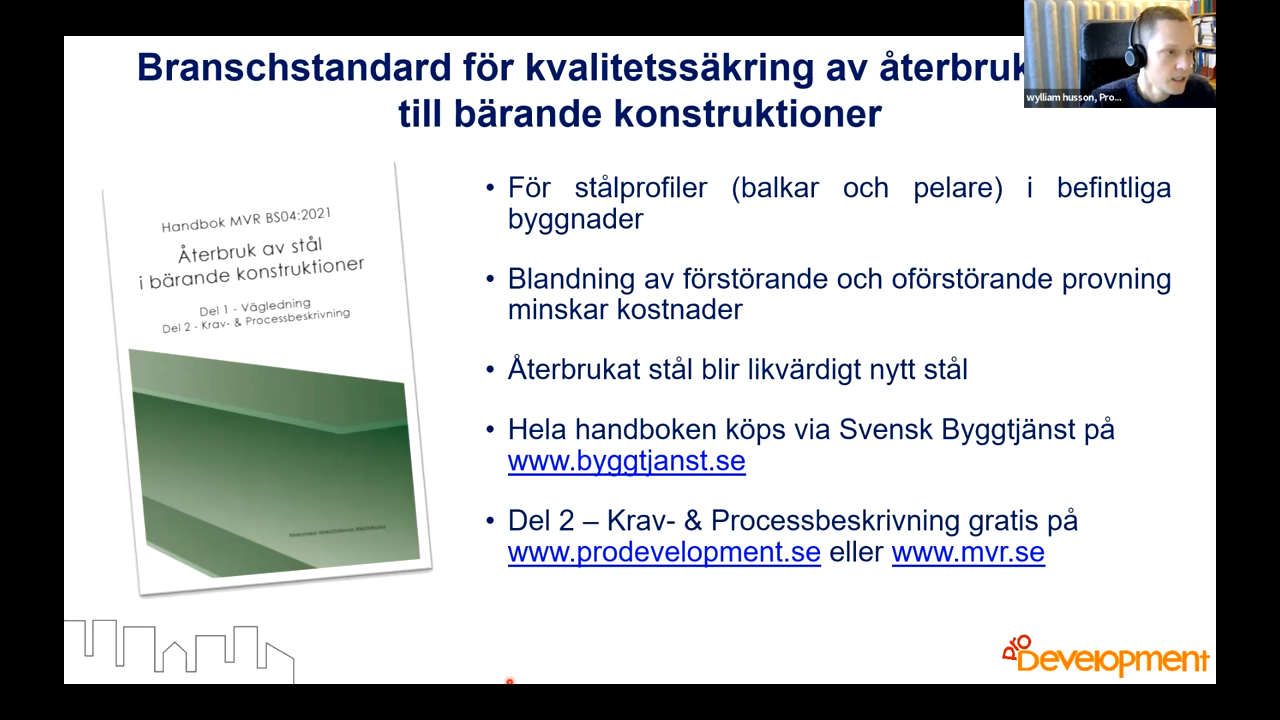 Branschstandard för kvalitetssäkring av återbruk
till bärande konstruktioner
wylliam husson, Pro...
Handbok MVR BS04:2021
Återbruk av stål
i bärande konstruktioner
Del 1 - Vägledning
Del 2 - Krav- & Processbeskrivning
• För stålprofiler (balkar och pelare) i befintliga
byggnader
• Blandning av förstörande och oförstörande provning
minskar kostnader
• Återbrukat stål blir likvärdigt nytt stål
• Hela handboken köps via Svensk Byggtjänst på
www.byggtjanst.se
• Del 2 – Krav- & Processbeskrivning gratis på
www.prodevelopment.se eller www.mvr.se
pro
Development